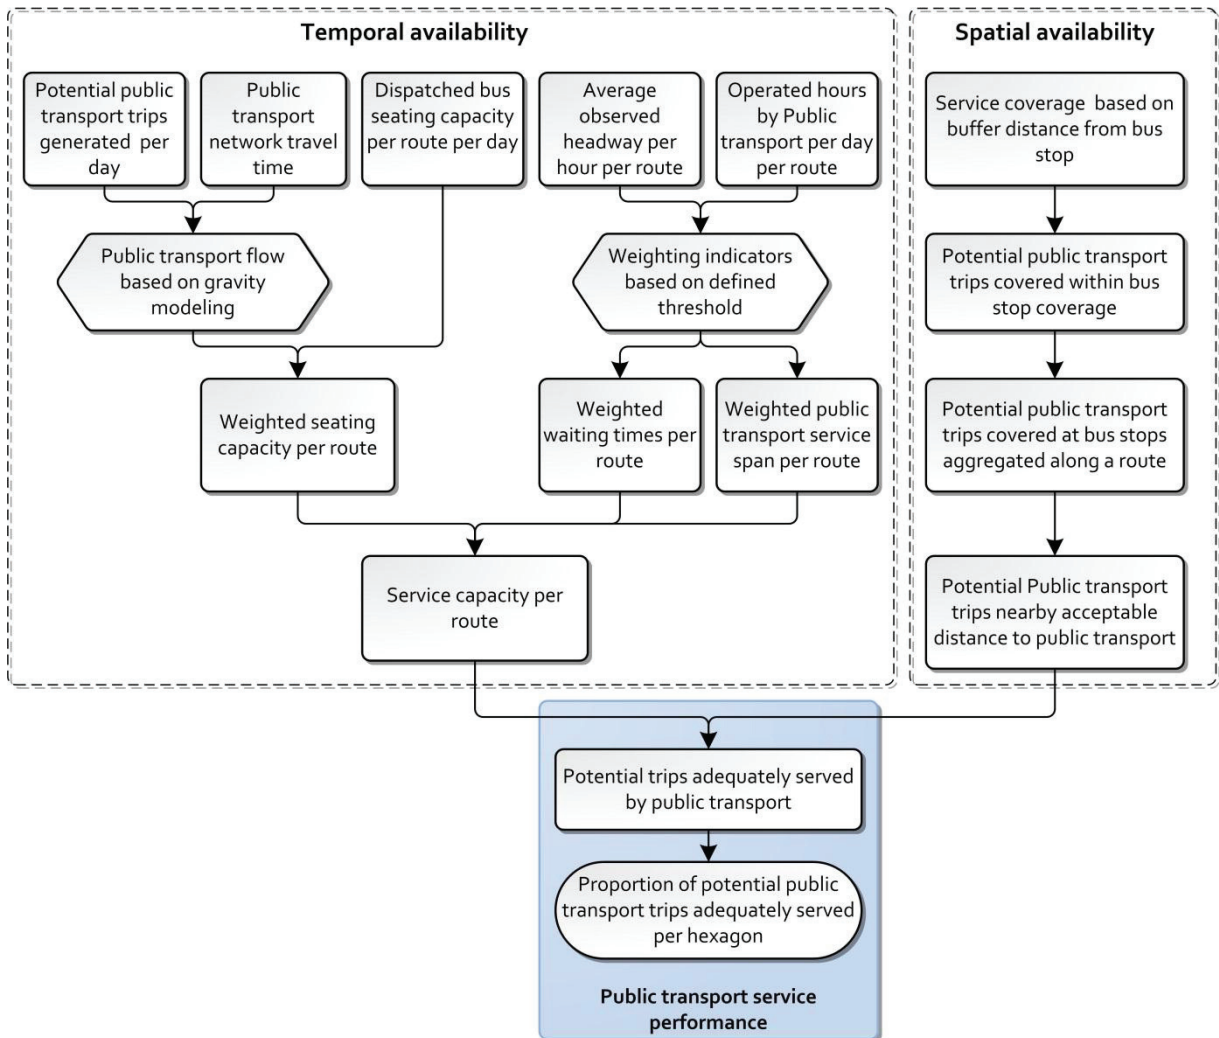 Temporal availability
Spatial availability
Potential public
transport trips
generated per
day
Public
transport
network travel
time
Dispatched bus
seating capacity
per route per day
Average
observed
headway per
hour per route
Operated hours
by Public
transport per day
per route
Service coverage based on
buffer distance from bus
stop
Public transport flow
based on gravity
modeling
Weighting indicators
based on defined
threshold
Potential public transport
trips covered within bus
stop coverage
Weighted seating
capacity per route
Weighted
waiting times per
route
Weighted public
transport service
span per route
Potential public transport
trips covered at bus stops
aggregated along a route
Service capacity per
route
Potential Public transport
trips nearby acceptable
distance to public transport
Potential trips adequately served
by public transport
Proportion of potential public
transport trips adequately served
per hexagon
Public transport service
performance